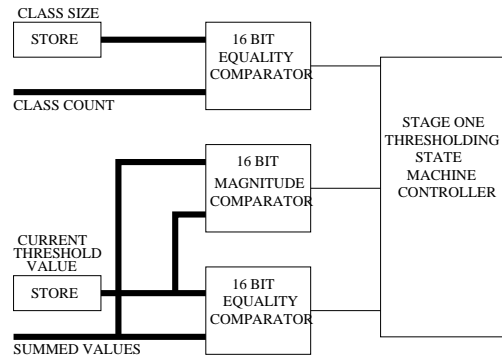 CLASS SIZE
STORE
16 BIT
EQUALITY
COMPARATOR
CLASS COUNT
STAGE ONE
THRESHOLDING
STATE
MACHINE
CONTROLLER
16 BIT
MAGNITUDE
COMPARATOR
CURRENT
THRESHOLD
VALUE
STORE
16 BIT
EQUALITY
COMPARATOR
SUMMED VALUES